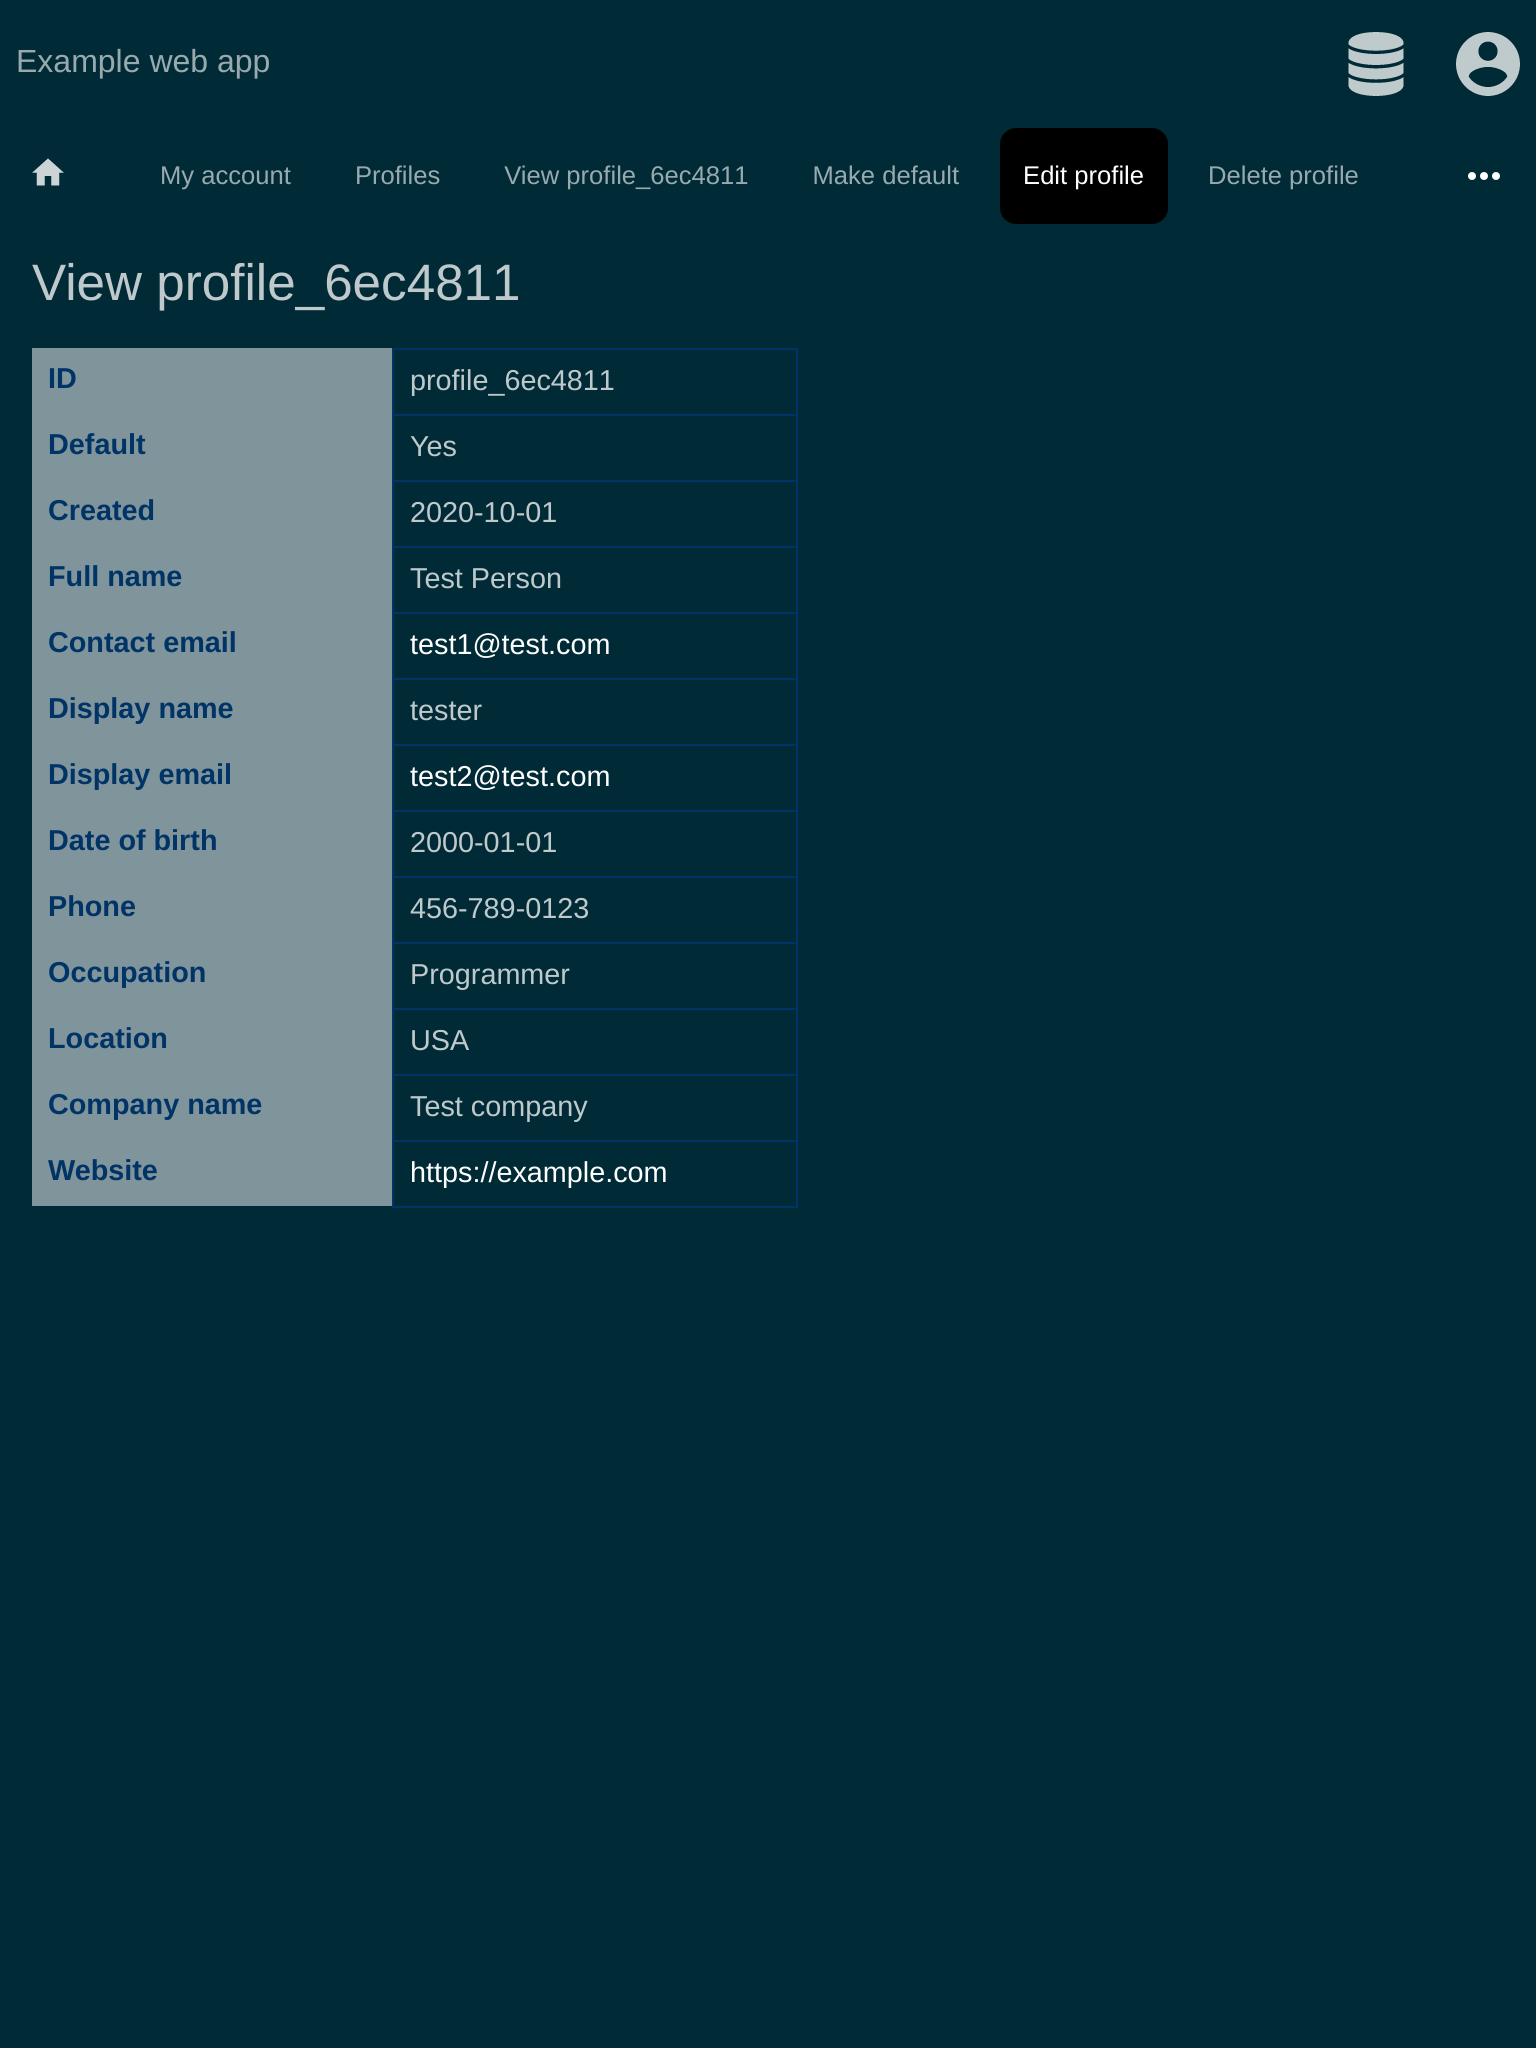 Example web app
My account Profiles View profile_6ec4811 Make default Edit profile Delete profile
View profile_6ec4811
ID profile_6ec4811
Default Yes
Created 2020-10-01
Full name Test Person
Contact email test1@test.com
Display name tester
Display email test2@test.com
Date of birth 2000-01-01
Phone 456-789-0123
Occupation Programmer
Location USA
Company name Test company
Website https://example.com